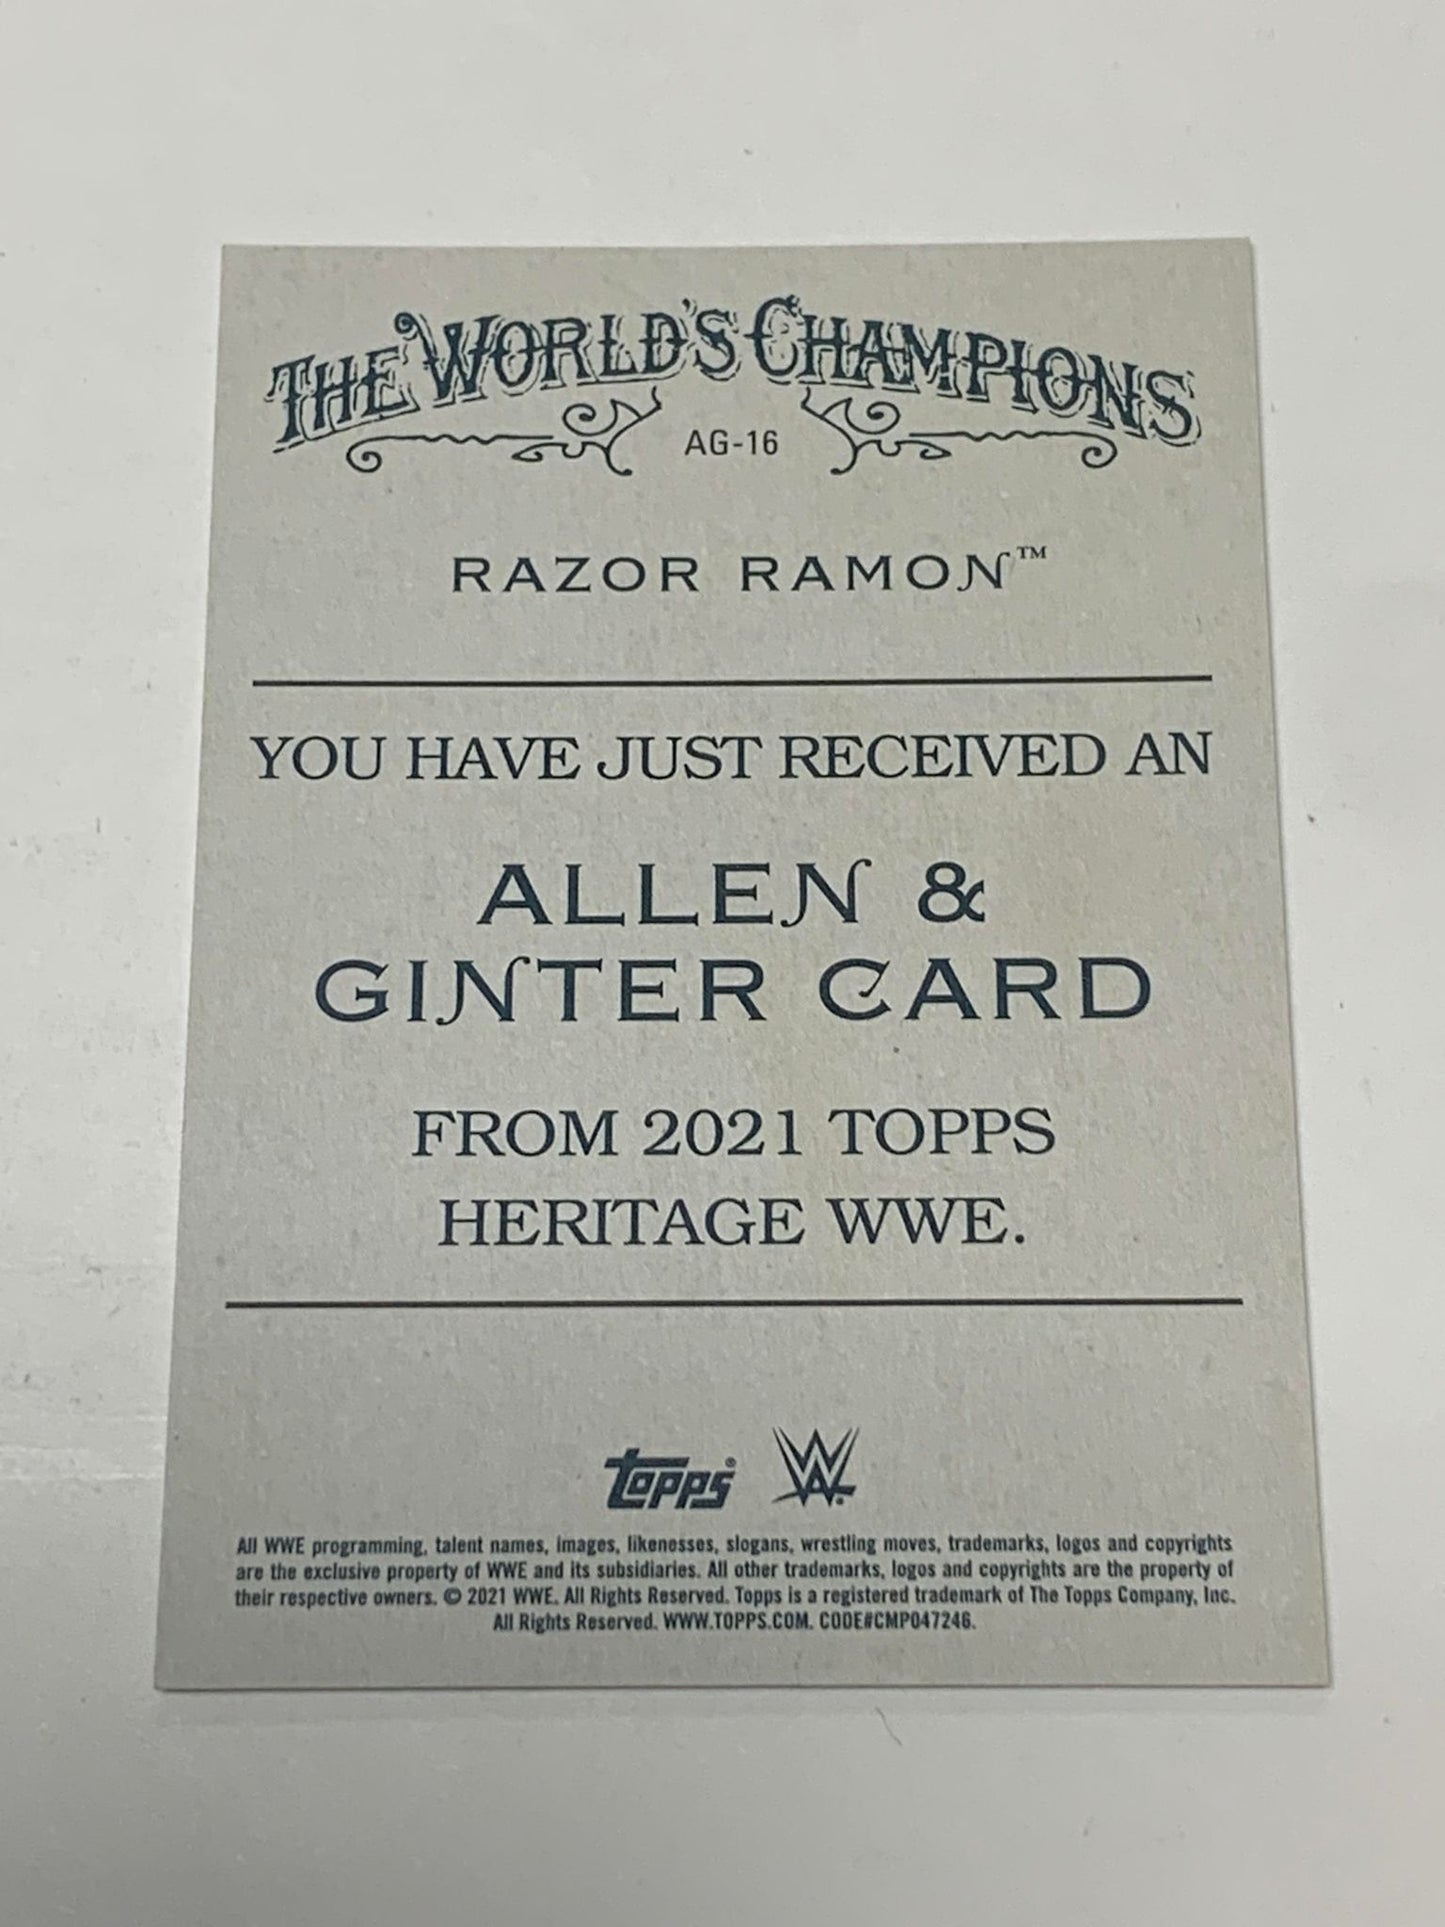 THE WORLD'S CHAMPIONS
AG-16
RAZOR RAMON™
YOU HAVE JUST RECEIVED AN
ALLEN &
GINTER CARD
FROM 2021 TOPPS
HERITAGE WWE.
topps® W
All WWE programming, talent names, images, likenesses, slogans, wrestling moves, trademarks, logos and copyrights
are the exclusive property of WWE and its subsidiaries. All other trademarks, logos and copyrights are the property of
their respective owners. © 2021 WWE. All Rights Reserved. Topps is a registered trademark of The Topps Company, Inc.
All Rights Reserved. WWW.TOPPS.COM. CODE#CMP047246.